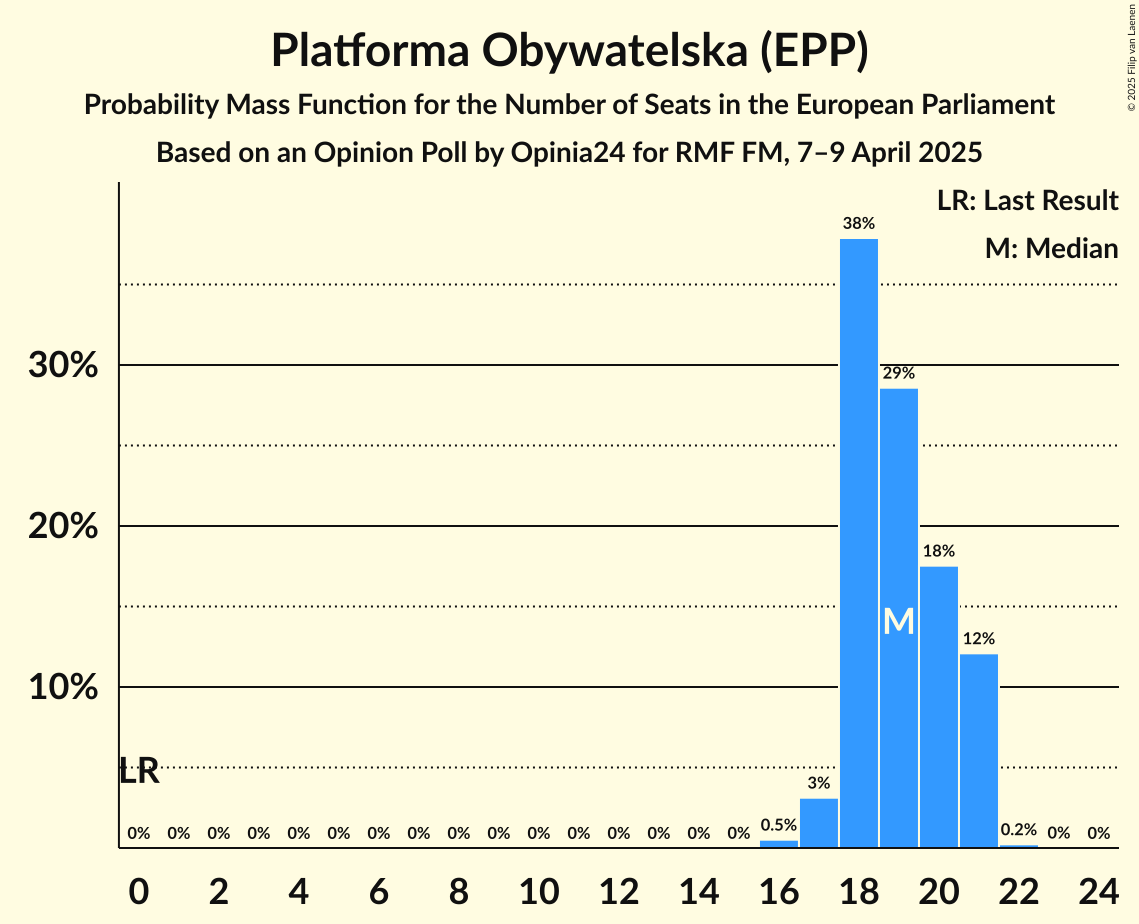 Platforma Obywatelska (EPP)
Probability Mass Function for the Number of Seats in the European Parliament
Based on an Opinion Poll by Opinia24 for RMF FM, 7–9 April 2025
© 2025 Filip van Laenen
LR: Last Result
M: Median
38%
30%
29%
20%
18%
M
12%
10%
LR
3%
0% 0% 0% 0% 0% 0% 0% 0% 0% 0% 0% 0% 0% 0% 0% 0% 0.5% 0.2% 0% 0%
0 2 4 6 8 10 12 14 16 18 20 22 24